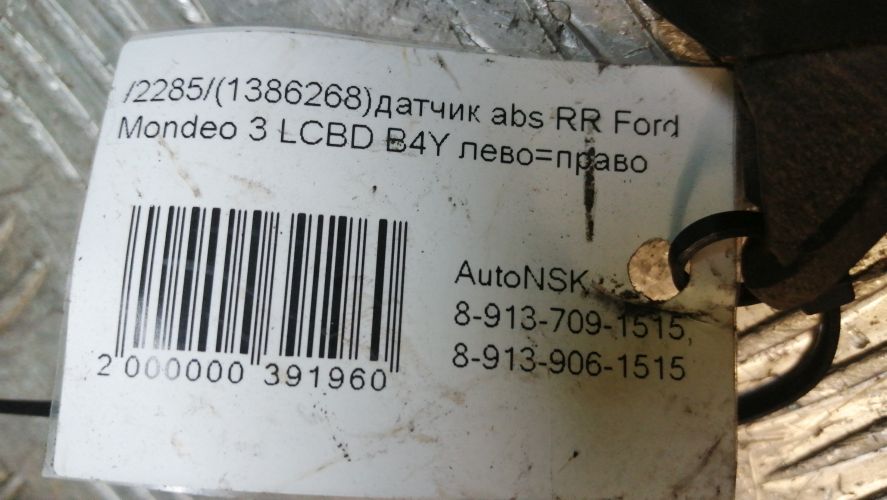 /2285/(1386268)датчик abs RR Ford
Mondeo 3 LCBD B4Y лево=право
AutoNSK
8-913-709-1515,
8-913-906-1515
2 000000 391960